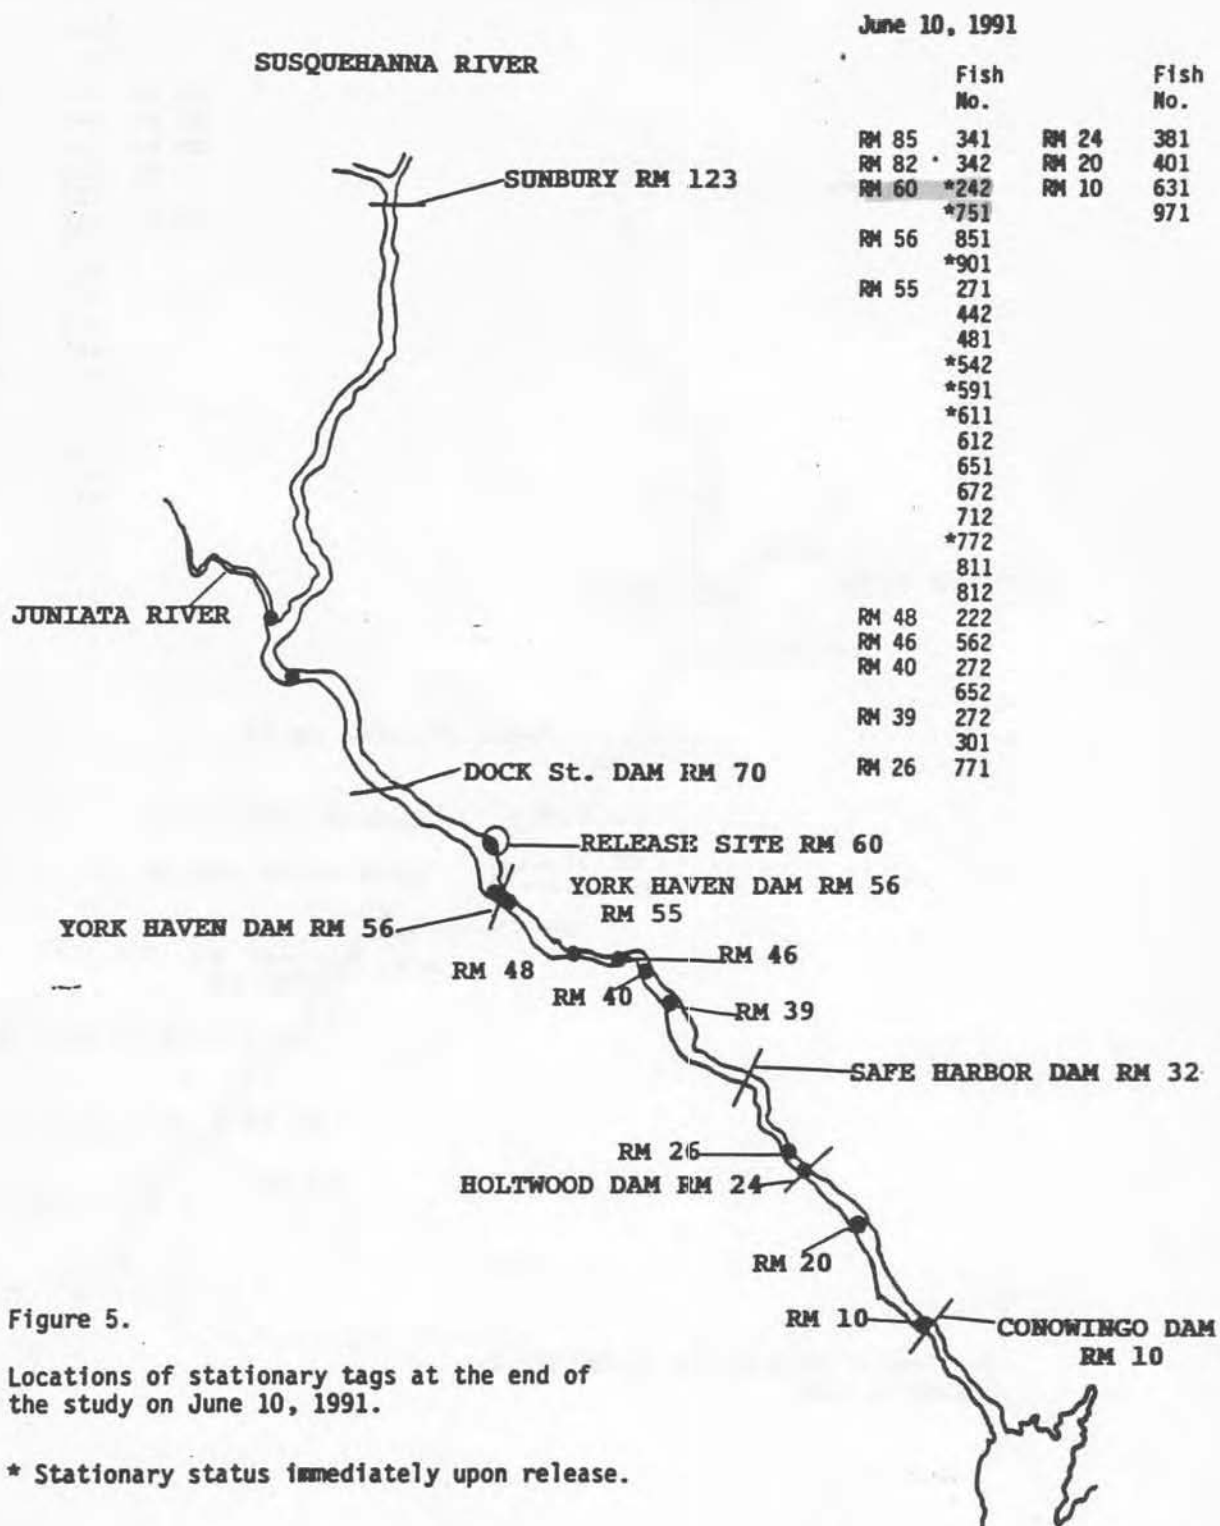 June 10, 1991
SUSQUEHANNA RIVER
Fish Fish
No. No.
RM 85 341 RM 24 381
RM 82 342 RM 20 401
RM 60 *242 RM 10 631
*751 971
RM 56 851
*901
RM 55 271
442
481
*542
*591
*611
612
651
672
712
*772
811
812
RM 48 222
RM 46 562
RM 40 272
652
RM 39 272
301
RM 26 771
SUNBURY RM 123
JUNIATA RIVER
DOCK St. DAM RM 70
RELEASE SITE RM 60
YORK HAVEN DAM RM 56
RM 55
YORK HAVEN DAM RM 56
RM 48
RM 46
RM 40
RM 39
SAFE HARBOR DAM RM 32
RM 26
HOLTWOOD DAM RM 24
RM 20
RM 10
CONOWINGO DAM
RM 10
Figure 5.
Locations of stationary tags at the end of
the study on June 10, 1991.
* Stationary status immediately upon release.